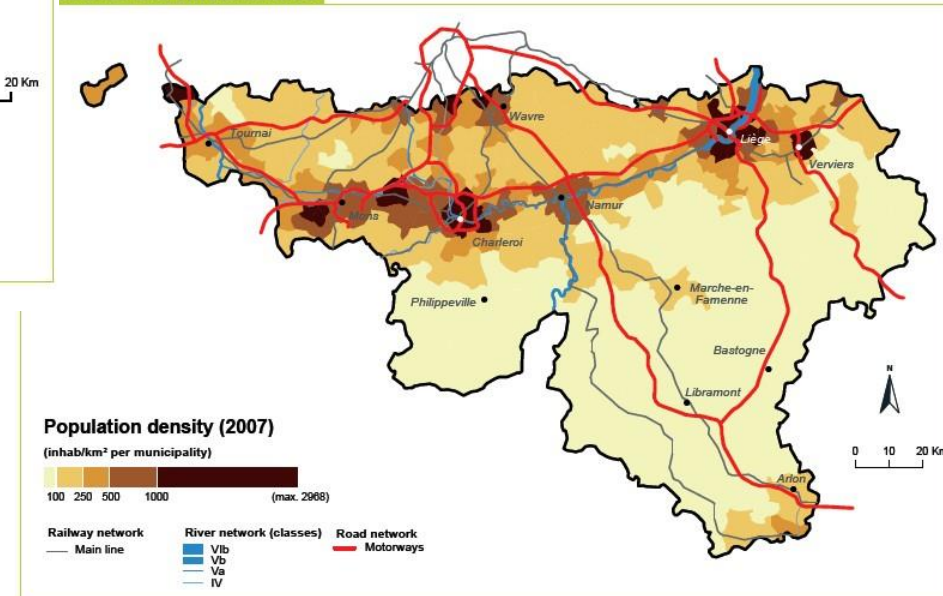 20 Km
Tournai
Wavre
Liège
Verviers
Mons
Namur
Charleroi
Philippeville
Marche-en-
Famenne
Bastogne
Libramont
Arlon
N
0 10 20 Km
Population density (2007)
(inhab/km² per municipality)
100 250 500 1000 (max. 2968)
Railway network
Main line
River network (classes)
VIb
Vb
Va
IV
Road network
Motorways